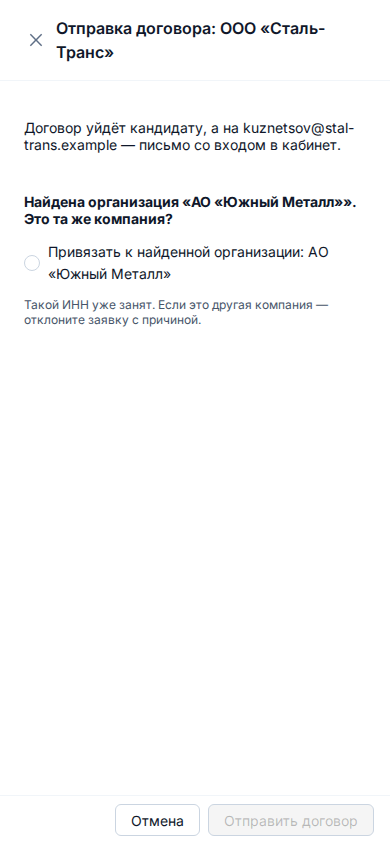 Отправка договора: ООО «Сталь-
Транс»
Договор уйдёт кандидату, а на kuznetsov@stal-
trans.example — письмо со входом в кабинет.
Найдена организация «АО «Южный Металл»».
Это та же компания?
Привязать к найденной организации: АО
«Южный Металл»
Такой ИНН уже занят. Если это другая компания —
отклоните заявку с причиной.
Отмена
Отправить договор